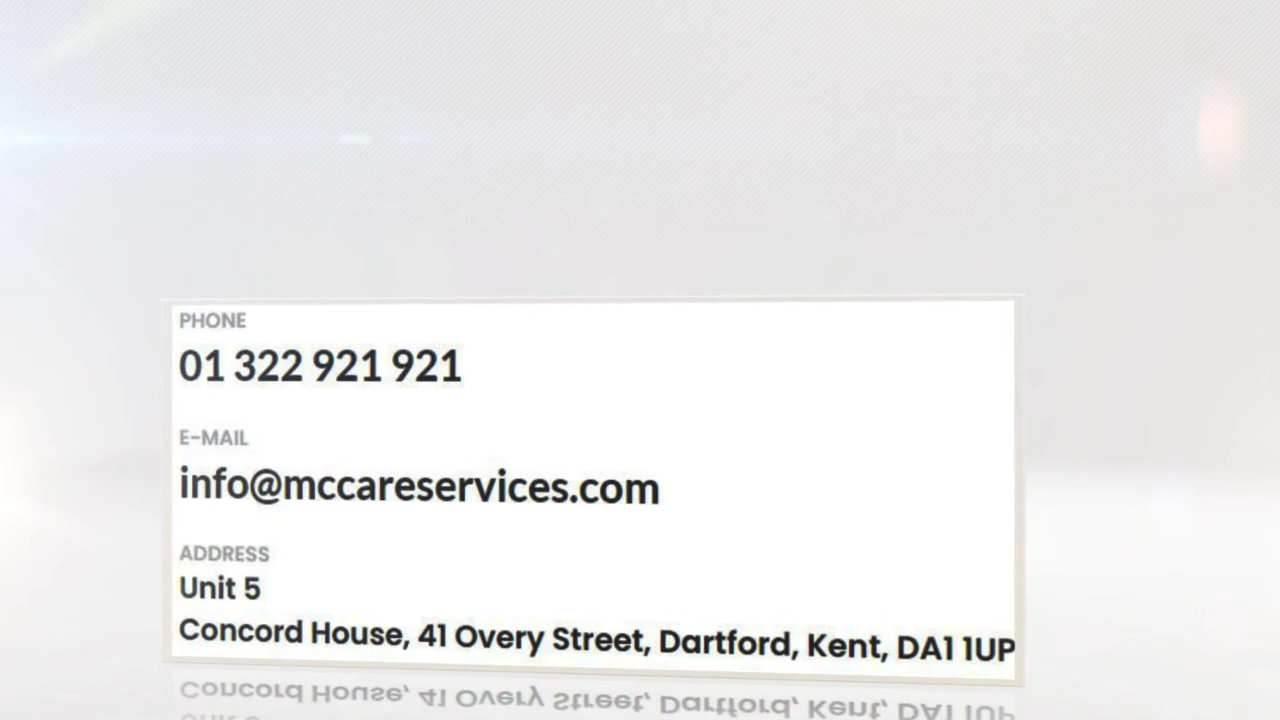 PHONE
01 322 921 921
E-MAIL
info@mccareservices.com
ADDRESS
Unit 5
Concord House, 41 Overy Street, Dartford, Kent, DA1 1UP